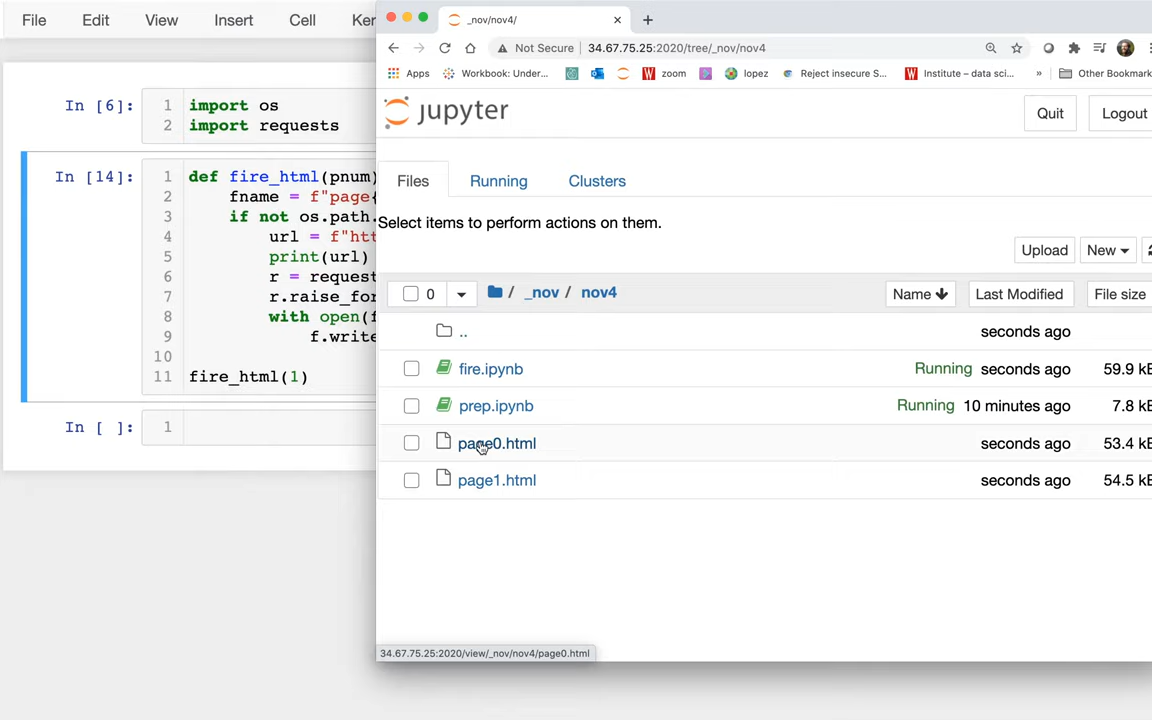 File Edit View Insert Cell
In [6]:
1 import os
2 import requests
In [14]:
1 def fire_html(pnum)
2 fname = f"page{
3 if not os.path.
4 url = f"htt
5 print(url)
6 r = request
7 r.raise_for
8 with open(f
9 f.write
10
11 fire_html(1)
In [ ]:
1
_nov/nov4/
Not Secure 34.67.75.25:2020/tree/_nov/nov4
Apps Workbook: Under... zoom lopez Reject insecure S... Institute – data sci... » Other Bookmark
jupyter
Quit Logout
Files Running Clusters
Select items to perform actions on them.
Upload New
0 / _nov / nov4 Name Last Modified File size
.. seconds ago
fire.ipynb Running seconds ago 59.9 kB
prep.ipynb Running 10 minutes ago 7.8 kB
page0.html seconds ago 53.4 kB
page1.html seconds ago 54.5 kB
34.67.75.25:2020/view/_nov/nov4/page0.html